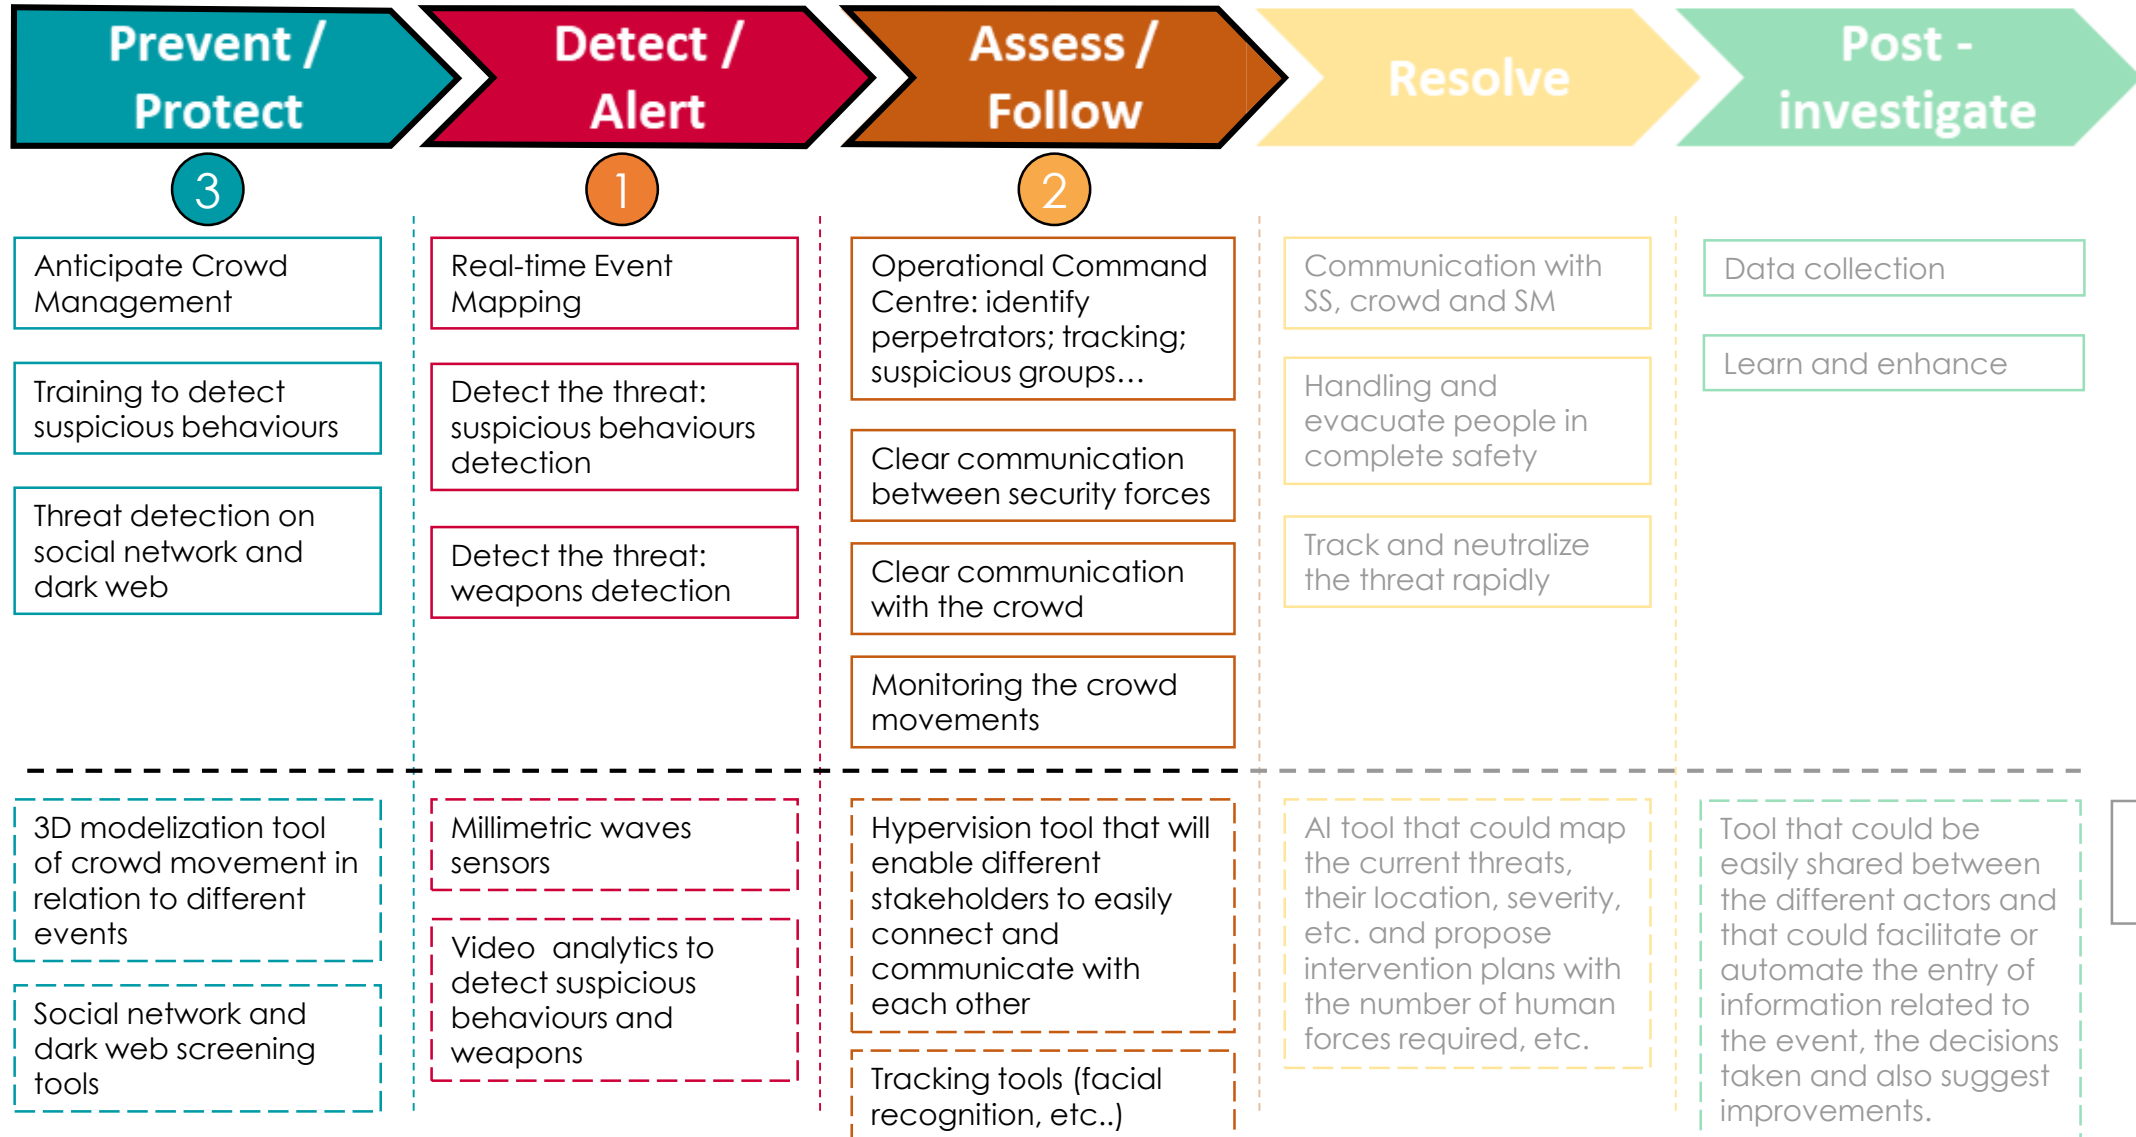 Prevent /
Protect
Detect /
Alert
Assess /
Follow
Resolve
Post -
investigate
3
1
2
Anticipate Crowd
Management
Training to detect
suspicious behaviours
Threat detection on
social network and
dark web
Real-time Event
Mapping
Detect the threat:
suspicious behaviours
detection
Detect the threat:
weapons detection
Operational Command
Centre: identify
perpetrators; tracking;
suspicious groups…
Clear communication
between security forces
Clear communication
with the crowd
Monitoring the crowd
movements
Communication with
SS, crowd and SM
Handling and
evacuate people in
complete safety
Track and neutralize
the threat rapidly
Data collection
Learn and enhance
3D modelization tool
of crowd movement in
relation to different
events
Social network and
dark web screening
tools
Millimetric waves
sensors
Video analytics to
detect suspicious
behaviours and
weapons
Hypervision tool that will
enable different
stakeholders to easily
connect and
communicate with
each other
Tracking tools (facial
recognition, etc..)
AI tool that could map
the current threats,
their location, severity,
etc. and propose
intervention plans with
the number of human
forces required, etc.
Tool that could be
easily shared between
the different actors and
that could facilitate or
automate the entry of
information related to
the event, the decisions
taken and also suggest
improvements.